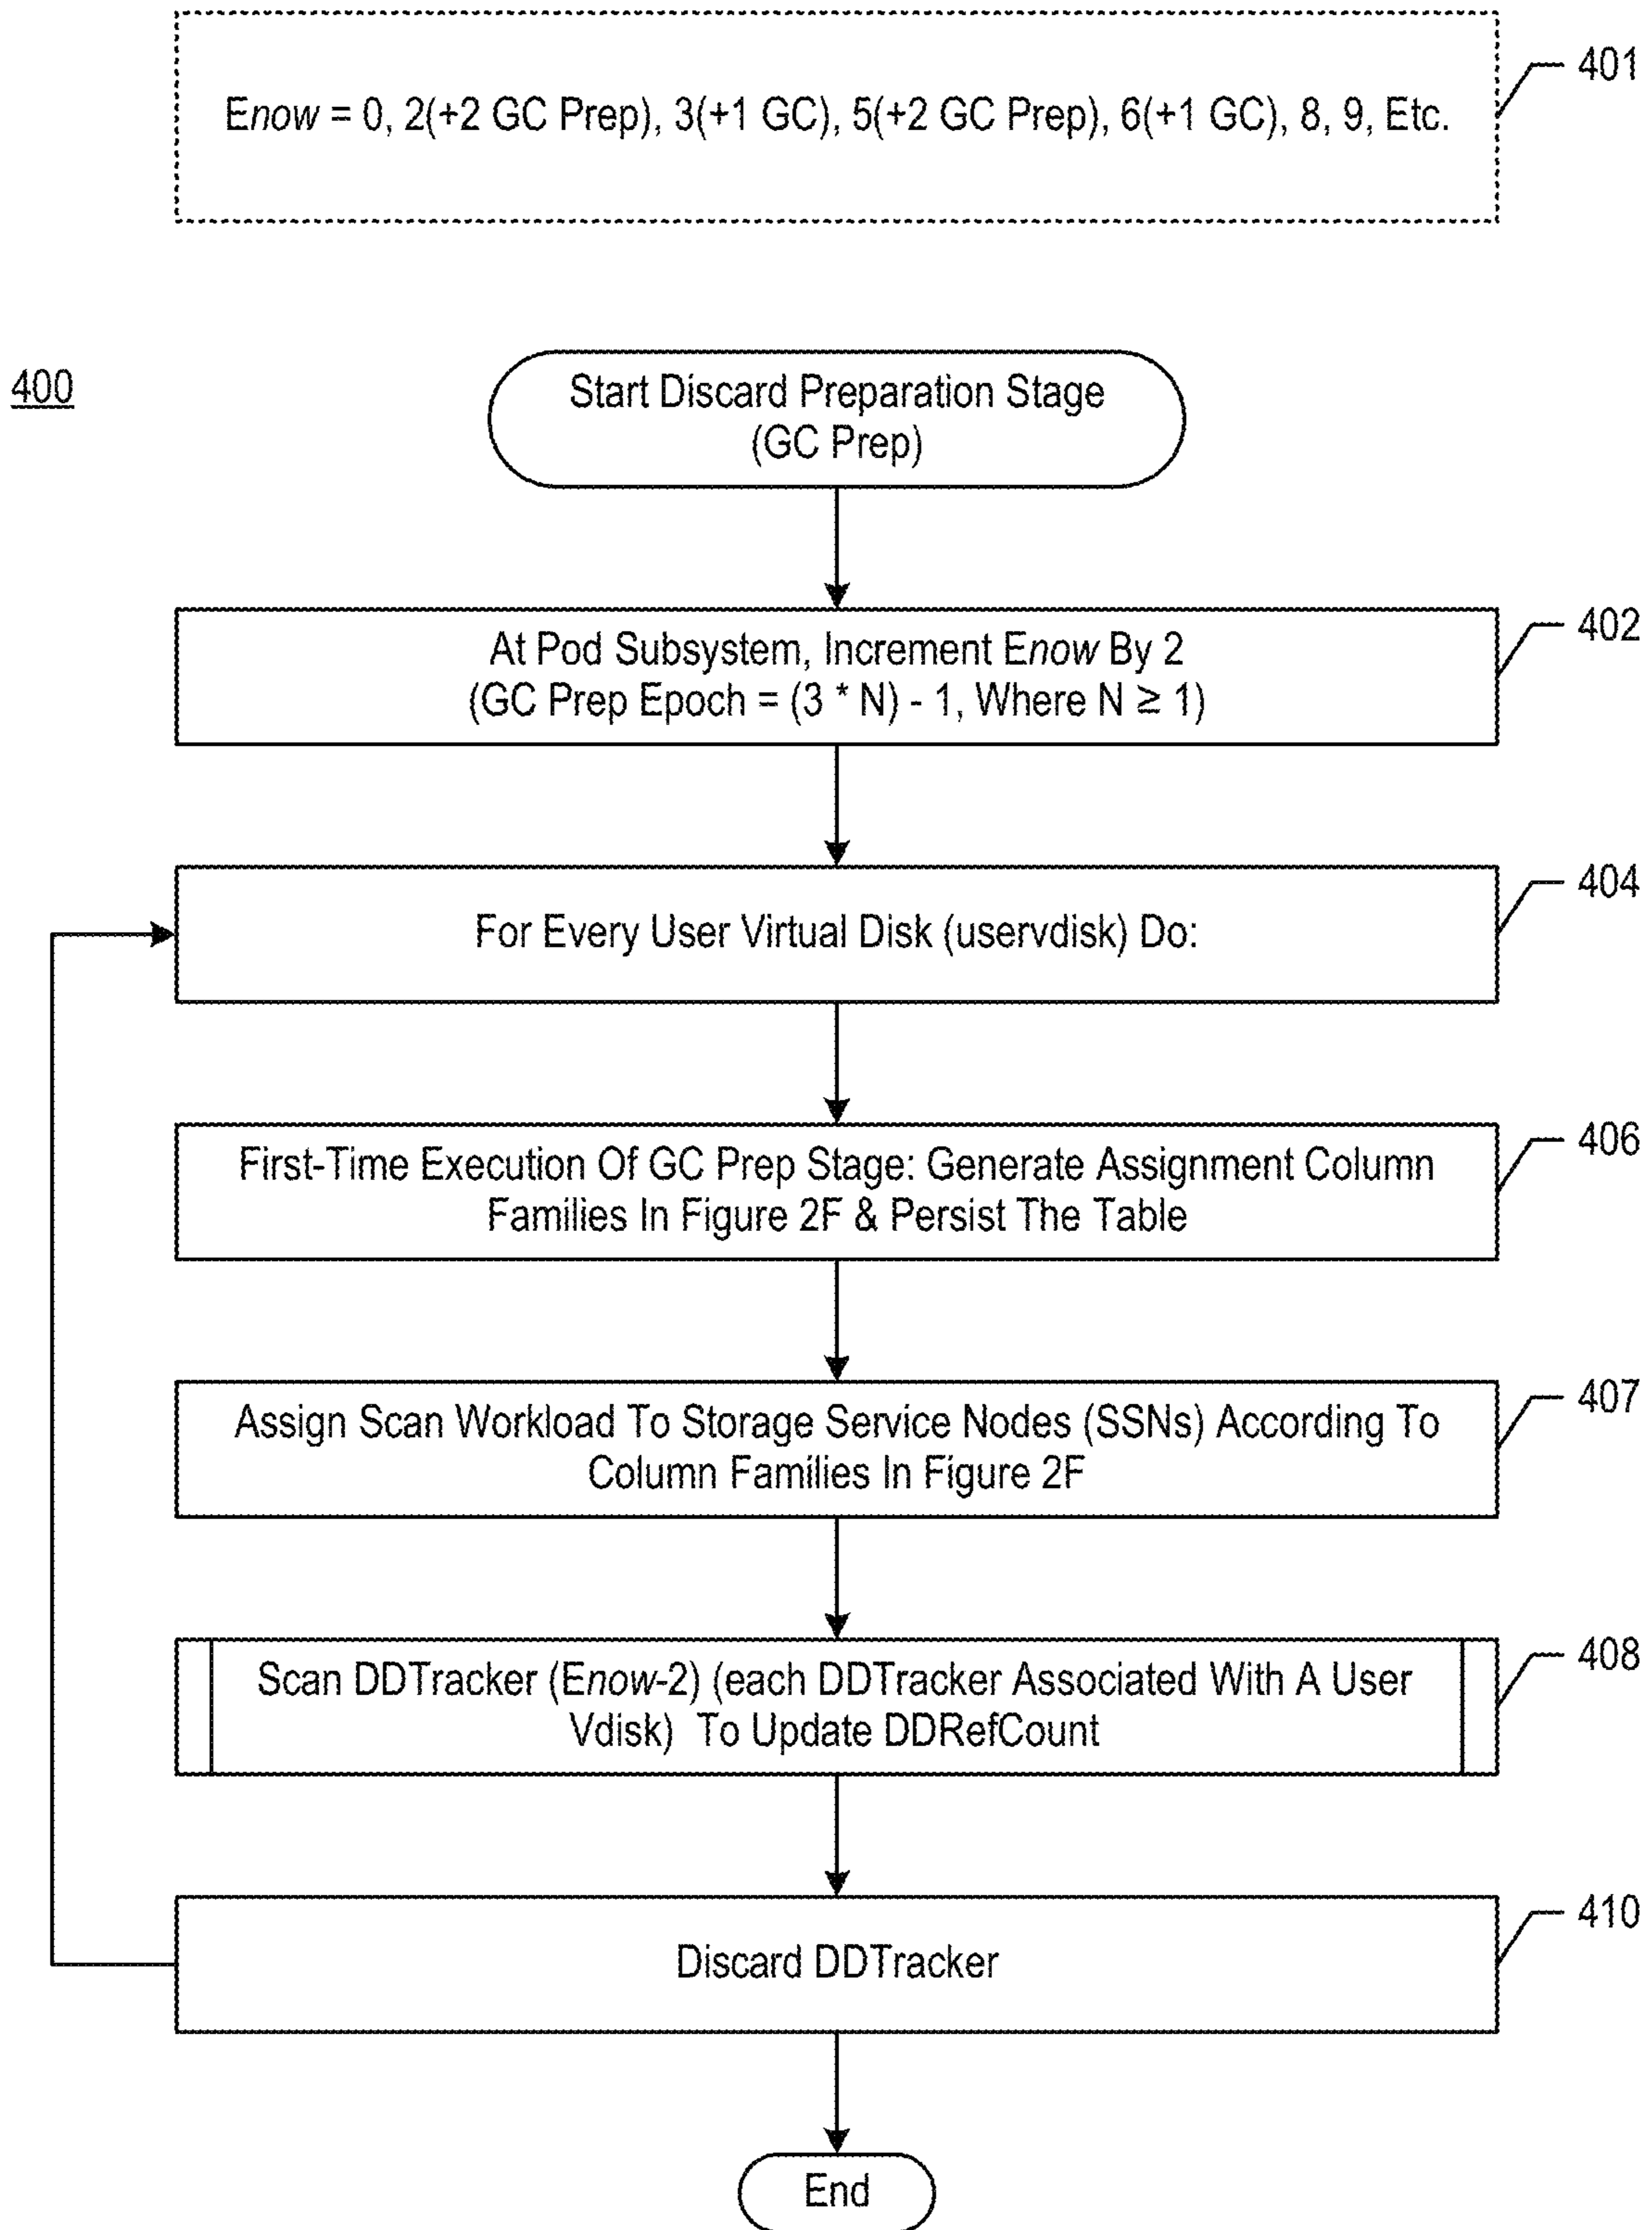 401
Enow = 0, 2(+2 GC Prep), 3(+1 GC), 5(+2 GC Prep), 6(+1 GC), 8, 9, Etc.
400
Start Discard Preparation Stage
(GC Prep)
402
At Pod Subsystem, Increment Enow By 2
(GC Prep Epoch = (3 * N) - 1, Where N ≥ 1)
404
For Every User Virtual Disk (uservdisk) Do:
406
First-Time Execution Of GC Prep Stage: Generate Assignment Column
Families In Figure 2F & Persist The Table
407
Assign Scan Workload To Storage Service Nodes (SSNs) According To
Column Families In Figure 2F
408
Scan DDTracker (Enow-2) (each DDTracker Associated With A User
Vdisk) To Update DDRefCount
410
Discard DDTracker
End